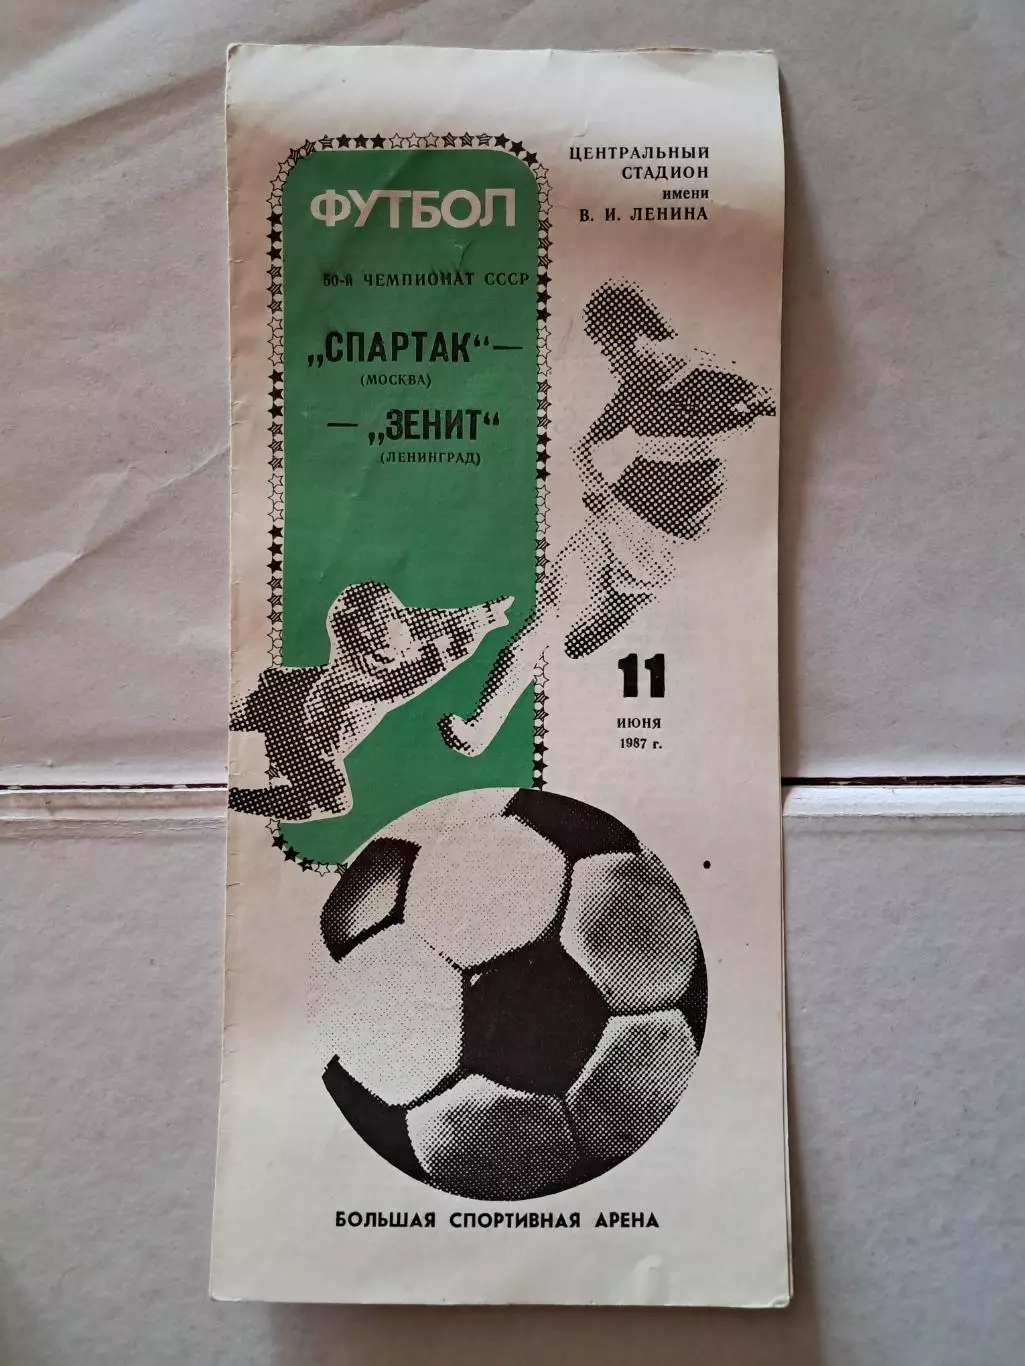 ФУТБОЛ
50-й ЧЕМПИОНАТ СССР
„СПАРТАК“ —
(МОСКВА)
— „ЗЕНИТ“
(ЛЕНИНГРАД)
ЦЕНТРАЛЬНЫЙ
СТАДИОН
имени
В. И. ЛЕНИНА
11
ИЮНЯ
1987 г.
БОЛЬШАЯ СПОРТИВНАЯ АРЕНА